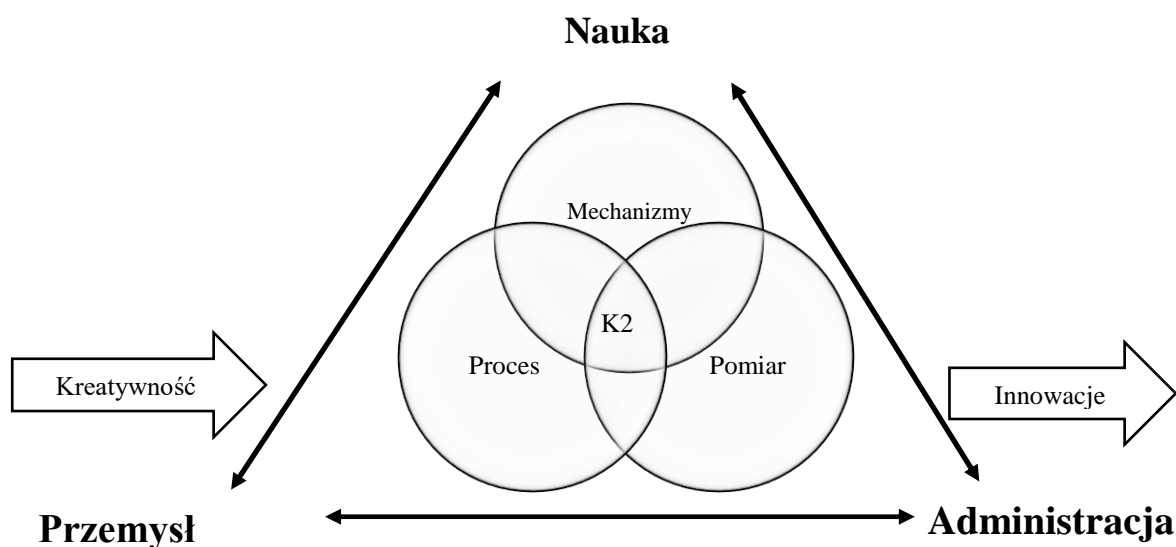 Nauka
Mechanizmy
K2
Proces
Pomiar
Kreatywność
Innowacje
Przemysł
Administracja